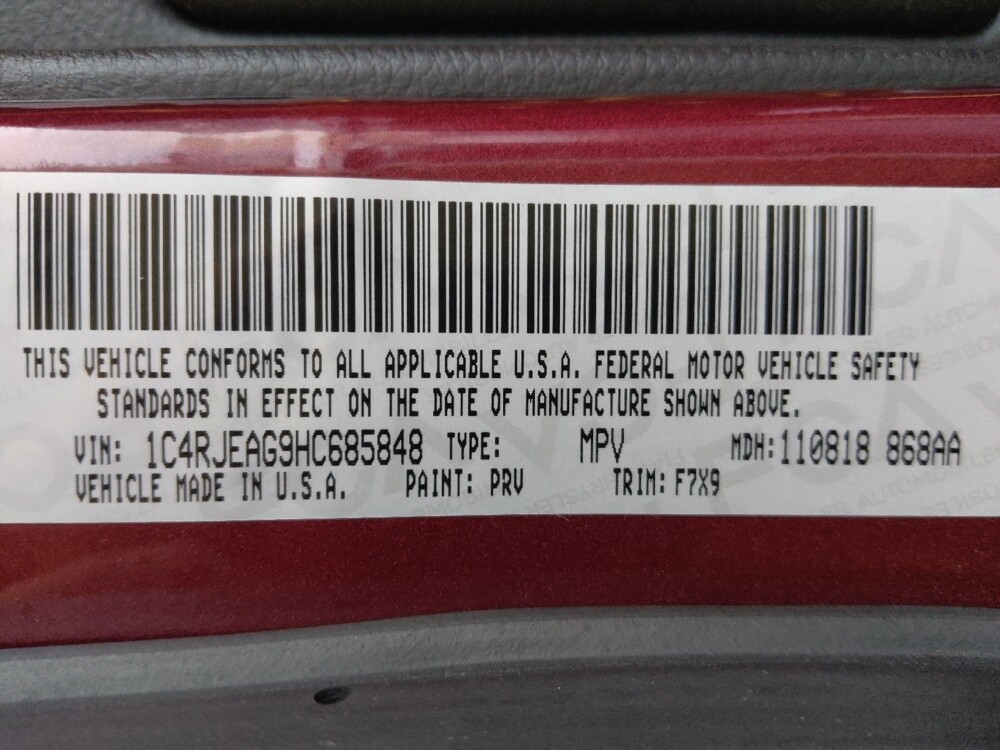 THIS VEHICLE CONFORMS TO ALL APPLICABLE U.S.A. FEDERAL MOTOR VEHICLE SAFETY
STANDARDS IN EFFECT ON THE DATE OF MANUFACTURE SHOWN ABOVE.
VIN: 1C4RJEAG9HC685848 TYPE: MPV MDH:110818 868AA
VEHICLE MADE IN U.S.A. PAINT: PRV TRIM: F7X9